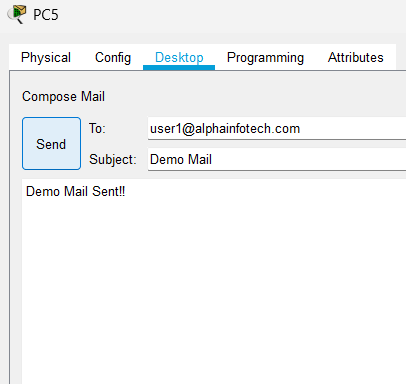 PC5
Physical Config Desktop Programming Attributes
Compose Mail
Send
To: user1@alphainfotech.com
Subject: Demo Mail
Demo Mail Sent!!